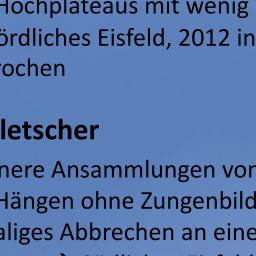 Hochplateaus mit wenig
ördliches Eisfeld, 2012 in
rochen
letscher
nere Ansammlungen von
Hängen ohne Zungenbild
aliges Abbrechen an eine